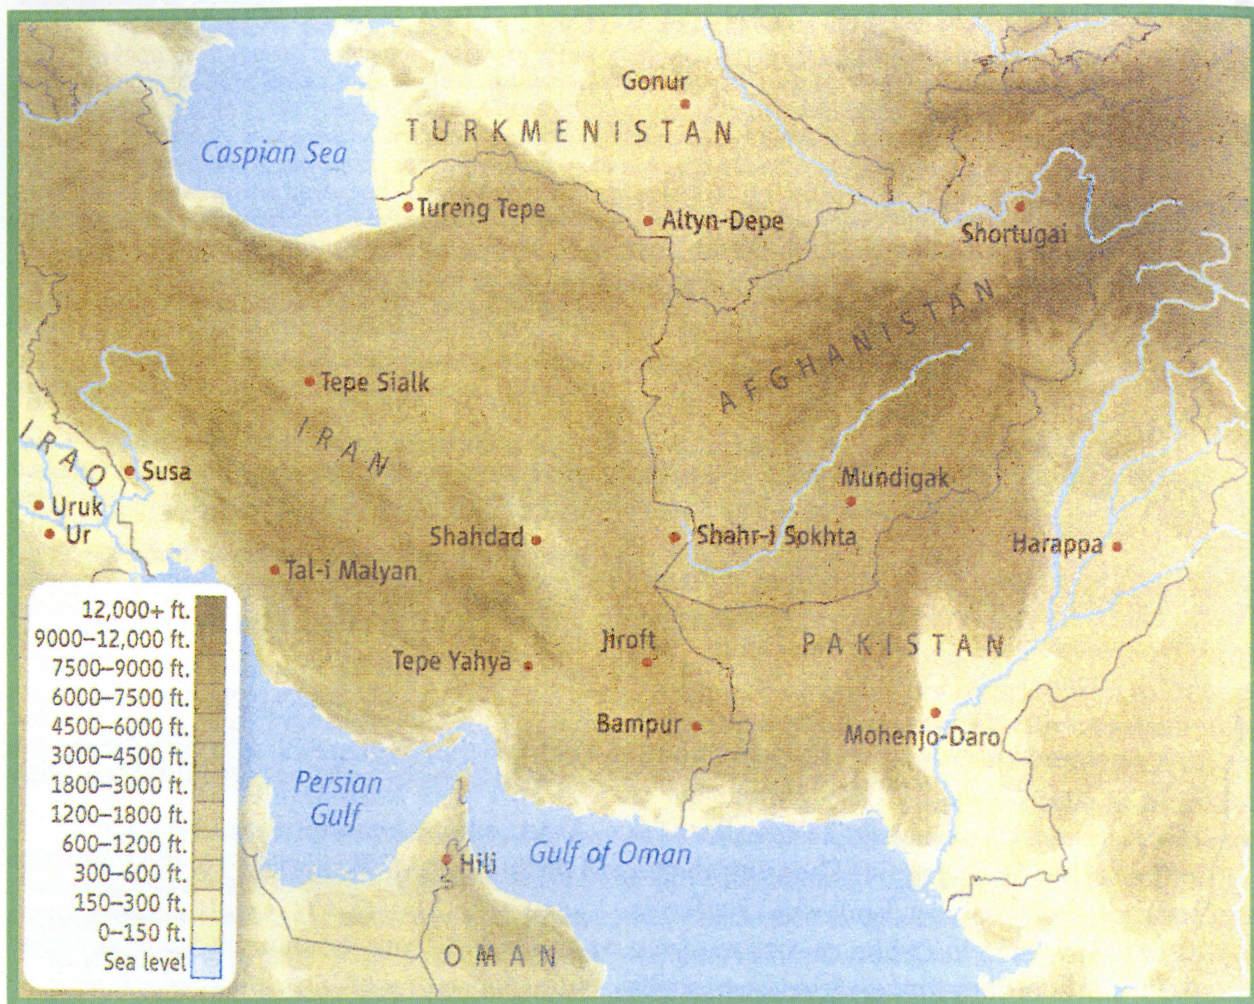 Gonur
TURKMENISTAN
Caspian Sea
Tureng Tepe
Altyn-Depe
Shortugai
AFGHANISTAN
Tepe Sialk
IRAN
IRAQ
Susa
Mundigak
Uruk
Ur
Shahdad
Shahr-i Sokhta
Harappa
Tal-i Malyan
12,000+ ft.
9000–12,000 ft.
7500–9000 ft.
6000–7500 ft.
4500–6000 ft.
3000–4500 ft.
1800–3000 ft.
1200–1800 ft.
600–1200 ft.
300–600 ft.
150–300 ft.
0–150 ft.
Sea level
Jiroft
PAKISTAN
Tepe Yahya
Bampur
Mohenjo-Daro
Persian
Gulf
Gulf of Oman
Hili
OMAN